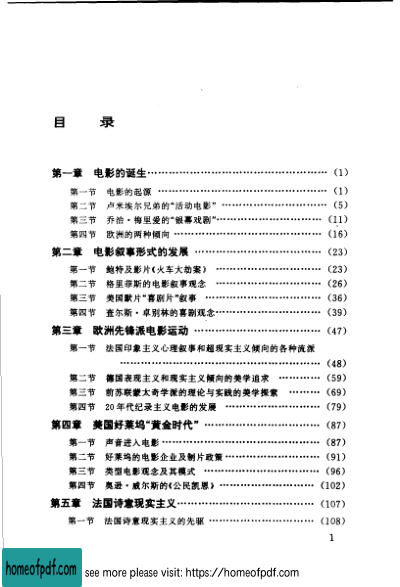 目　录
第一章　电影的诞生…………………………………………（1）
第一节　电影的起源 ………………………………………（1）
第二节　卢米埃尔兄弟的“活动电影” ……………………（5）
第三节　乔治·梅里爱的“银幕戏剧”……………………（11）
第四节　欧洲的两种倾向 …………………………………（16）
第二章　电影叙事形式的发展 ……………………………（23）
第一节　鲍特及影片《火车大劫案》 ……………………（23）
第二节　格里菲斯的电影叙事观念 ………………………（26）
第三节　美国默片“喜剧片”叙事 ………………………（36）
第四节　查尔斯·卓别林的喜剧观念………………………（39）
第三章　欧洲先锋派电影运动 ……………………………（47）
第一节　法国印象主义心理叙事和超现实主义倾向的各种流派
……………………………………………………（48）
第二节　德国表现主义和现实主义倾向的美学追求 ……（59）
第三节　前苏联蒙太奇学派的理论与实践的美学探索 …（69）
第四节　20年代纪录主义电影的发展 ……………………（79）
第四章　美国好莱坞“黄金时代” ………………………（87）
第一节　声音进入电影………………………………………（87）
第二节　好莱坞的电影企业及制片政策……………………（91）
第三节　类型电影观念及其模式 …………………………（96）
第四节　奥逊·威尔斯的《公民凯恩》 …………………（102）
第五章　法国诗意现实主义…………………………………（107）
第一节　法国诗意现实主义的先驱 ………………………（108）
1
homeofpdf.com
see more please visit: https://homeofpdf.com